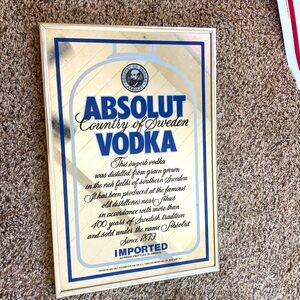 ABSOLUT
Country of Sweden
VODKA
This superb vodka
was distilled from grain grown
in the rich fields of southern Sweden.
It has been produced at the famous
old distilleries near Åhus
in accordance with more than
400 years of Swedish tradition
and sold under the name Absolut
Since 1879.
IMPORTED